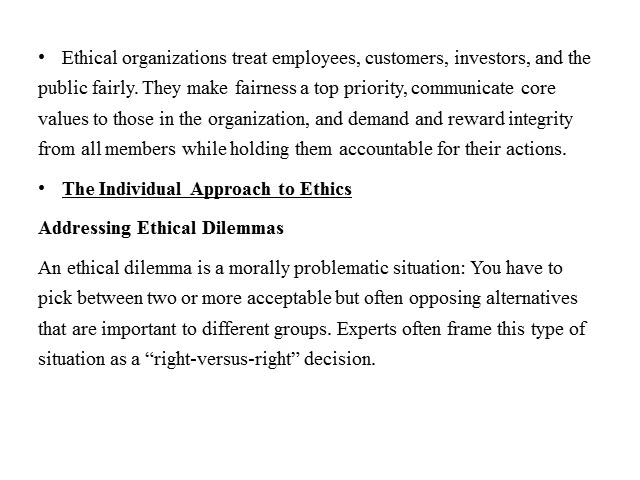 • Ethical organizations treat employees, customers, investors, and the
public fairly. They make fairness a top priority, communicate core
values to those in the organization, and demand and reward integrity
from all members while holding them accountable for their actions.
• The Individual Approach to Ethics
Addressing Ethical Dilemmas
An ethical dilemma is a morally problematic situation: You have to
pick between two or more acceptable but often opposing alternatives
that are important to different groups. Experts often frame this type of
situation as a “right-versus-right” decision.